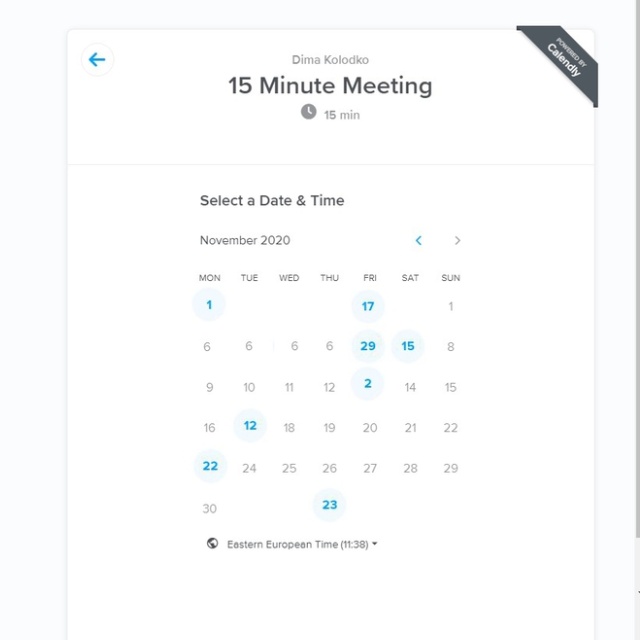 Dima Kolodko
POWERED BY
Calendly
15 Minute Meeting
15 min
Select a Date & Time
November 2020
MON TUE WED THU FRI SAT SUN
1 17 1
6 6 6 6 29 15 8
9 10 11 12 2 14 15
16 12 18 19 20 21 22
22 24 25 26 27 28 29
30 23
Eastern European Time (11:38)